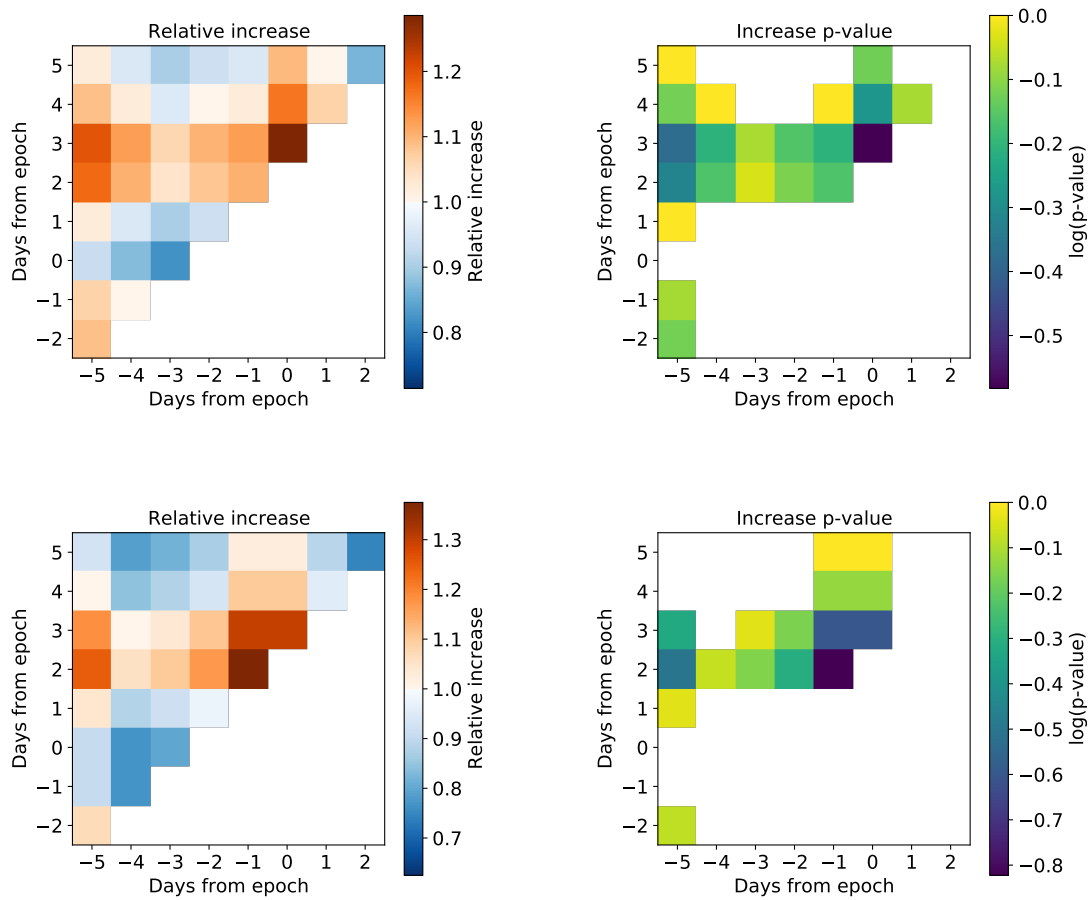 Relative increase
Days from epoch
5
4
3
2
1
0
−1
−2
−5 −4 −3 −2 −1 0 1 2
Days from epoch
1.2
1.1
1.0
0.9
0.8
Relative increase
Increase p-value
Days from epoch
5
4
3
2
1
0
−1
−2
−5 −4 −3 −2 −1 0 1 2
Days from epoch
0.0
−0.1
−0.2
−0.3
−0.4
−0.5
log(p-value)
Relative increase
Days from epoch
5
4
3
2
1
0
−1
−2
−5 −4 −3 −2 −1 0 1 2
Days from epoch
1.3
1.2
1.1
1.0
0.9
0.8
0.7
Relative increase
Increase p-value
Days from epoch
5
4
3
2
1
0
−1
−2
−5 −4 −3 −2 −1 0 1 2
Days from epoch
0.0
−0.1
−0.2
−0.3
−0.4
−0.5
−0.6
−0.7
−0.8
log(p-value)